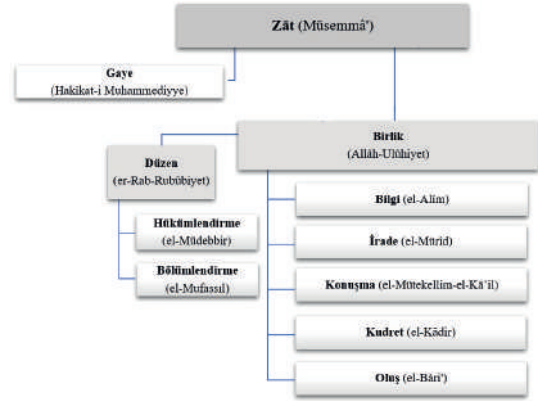 Zât (Müsemmâ')
Gaye
(Hakikat-i Muhammediyye)
Birlik
(Allâh-Ulûhiyet)
Düzen
(er-Rab-Rubûbiyet)
Hükümlendirme
(el-Müdebbir)
Bölümlendirme
(el-Mufassıl)
Bilgi (el-Alîm)
İrade (el-Mürîd)
Konuşma (el-Mütekellim-el-Kâ'il)
Kudret (el-Kâdir)
Oluş (el-Bâri')